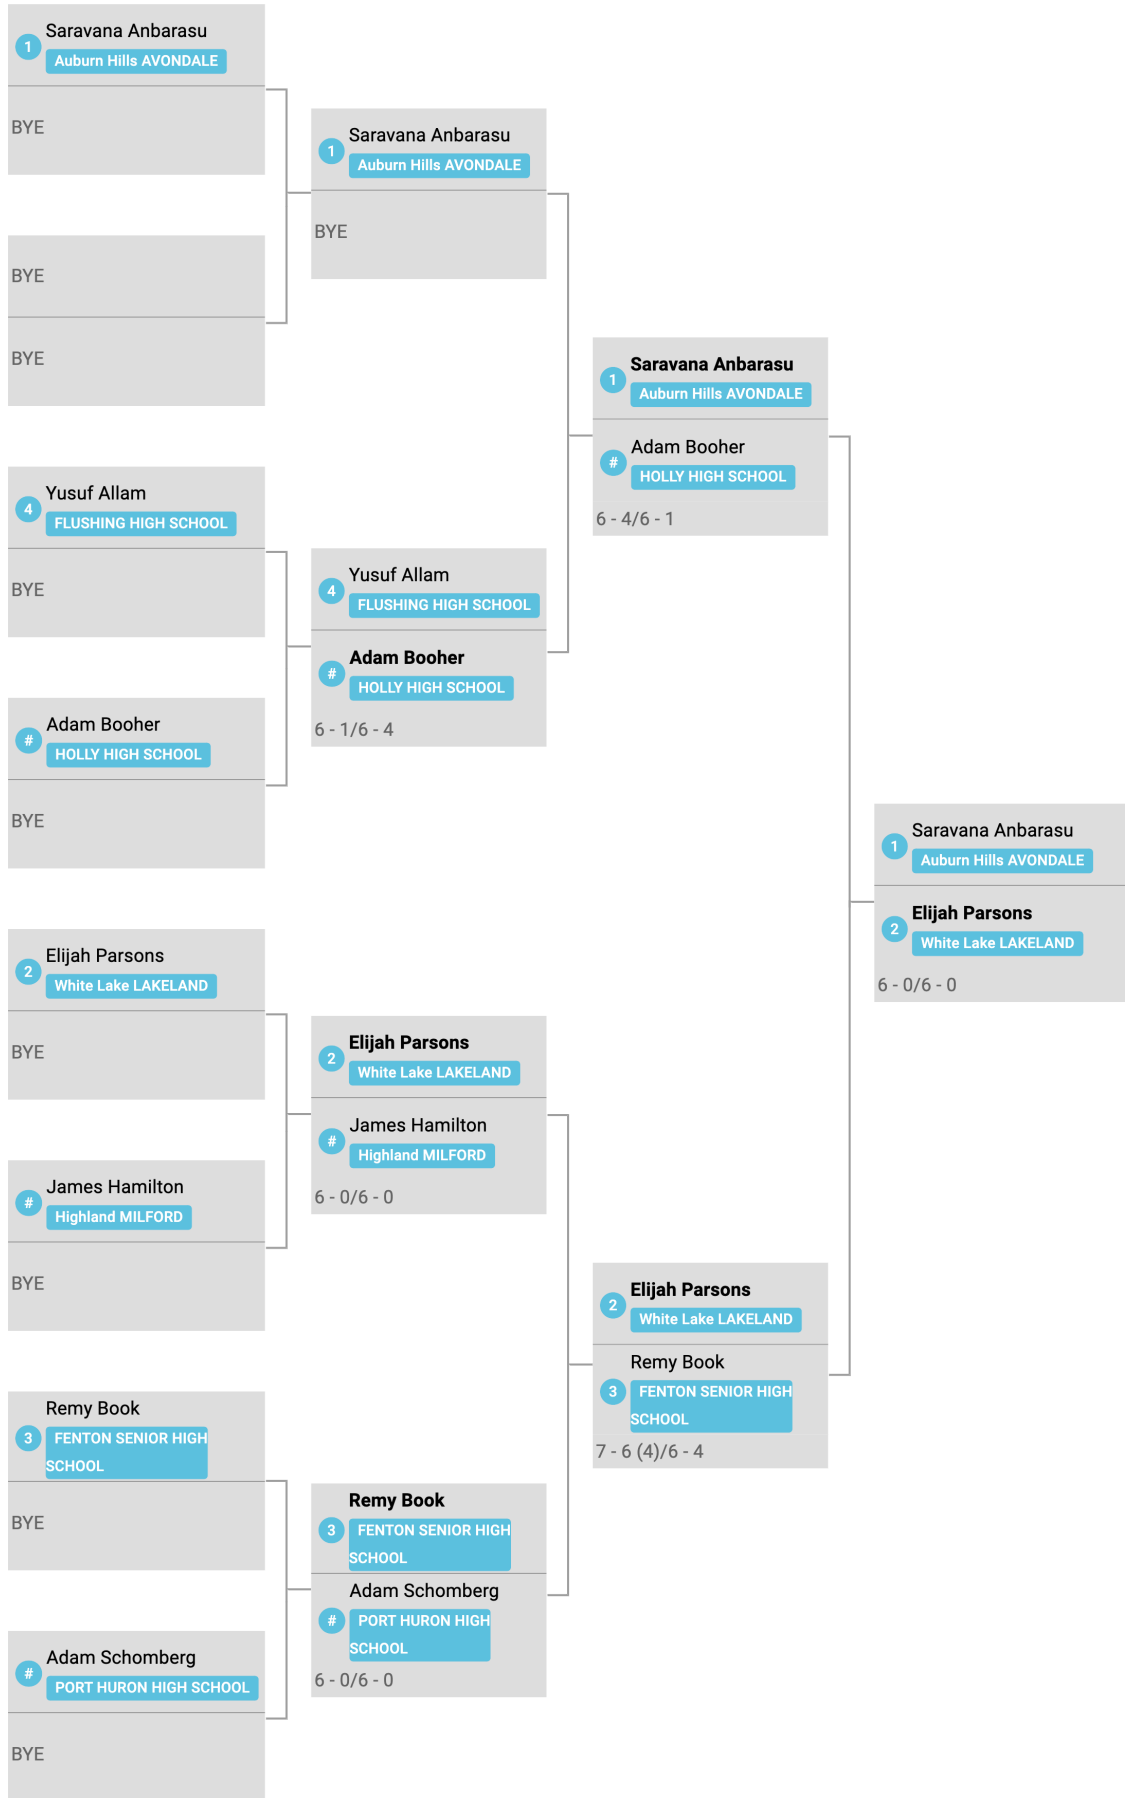 Saravana Anbarasu
1
Auburn Hills AVONDALE
BYE
BYE
BYE
Yusuf Allam
4
FLUSHING HIGH SCHOOL
BYE
Adam Booher
#
HOLLY HIGH SCHOOL
BYE
Elijah Parsons
2
White Lake LAKELAND
BYE
James Hamilton
#
Highland MILFORD
BYE
Remy Book
3
FENTON SENIOR HIGH
SCHOOL
BYE
Adam Schomberg
#
PORT HURON HIGH SCHOOL
BYE
Saravana Anbarasu
1
Auburn Hills AVONDALE
BYE
Yusuf Allam
4
FLUSHING HIGH SCHOOL
Adam Booher
#
HOLLY HIGH SCHOOL
6 - 1/6 - 4
Elijah Parsons
2
White Lake LAKELAND
James Hamilton
#
Highland MILFORD
6 - 0/6 - 0
Remy Book
3
FENTON SENIOR HIGH
SCHOOL
Adam Schomberg
#
PORT HURON HIGH
SCHOOL
6 - 0/6 - 0
Saravana Anbarasu
1
Auburn Hills AVONDALE
Adam Booher
#
HOLLY HIGH SCHOOL
6 - 4/6 - 1
Elijah Parsons
2
White Lake LAKELAND
Remy Book
3
FENTON SENIOR HIGH
SCHOOL
7 - 6 (4)/6 - 4
Saravana Anbarasu
1
Auburn Hills AVONDALE
Elijah Parsons
2
White Lake LAKELAND
6 - 0/6 - 0